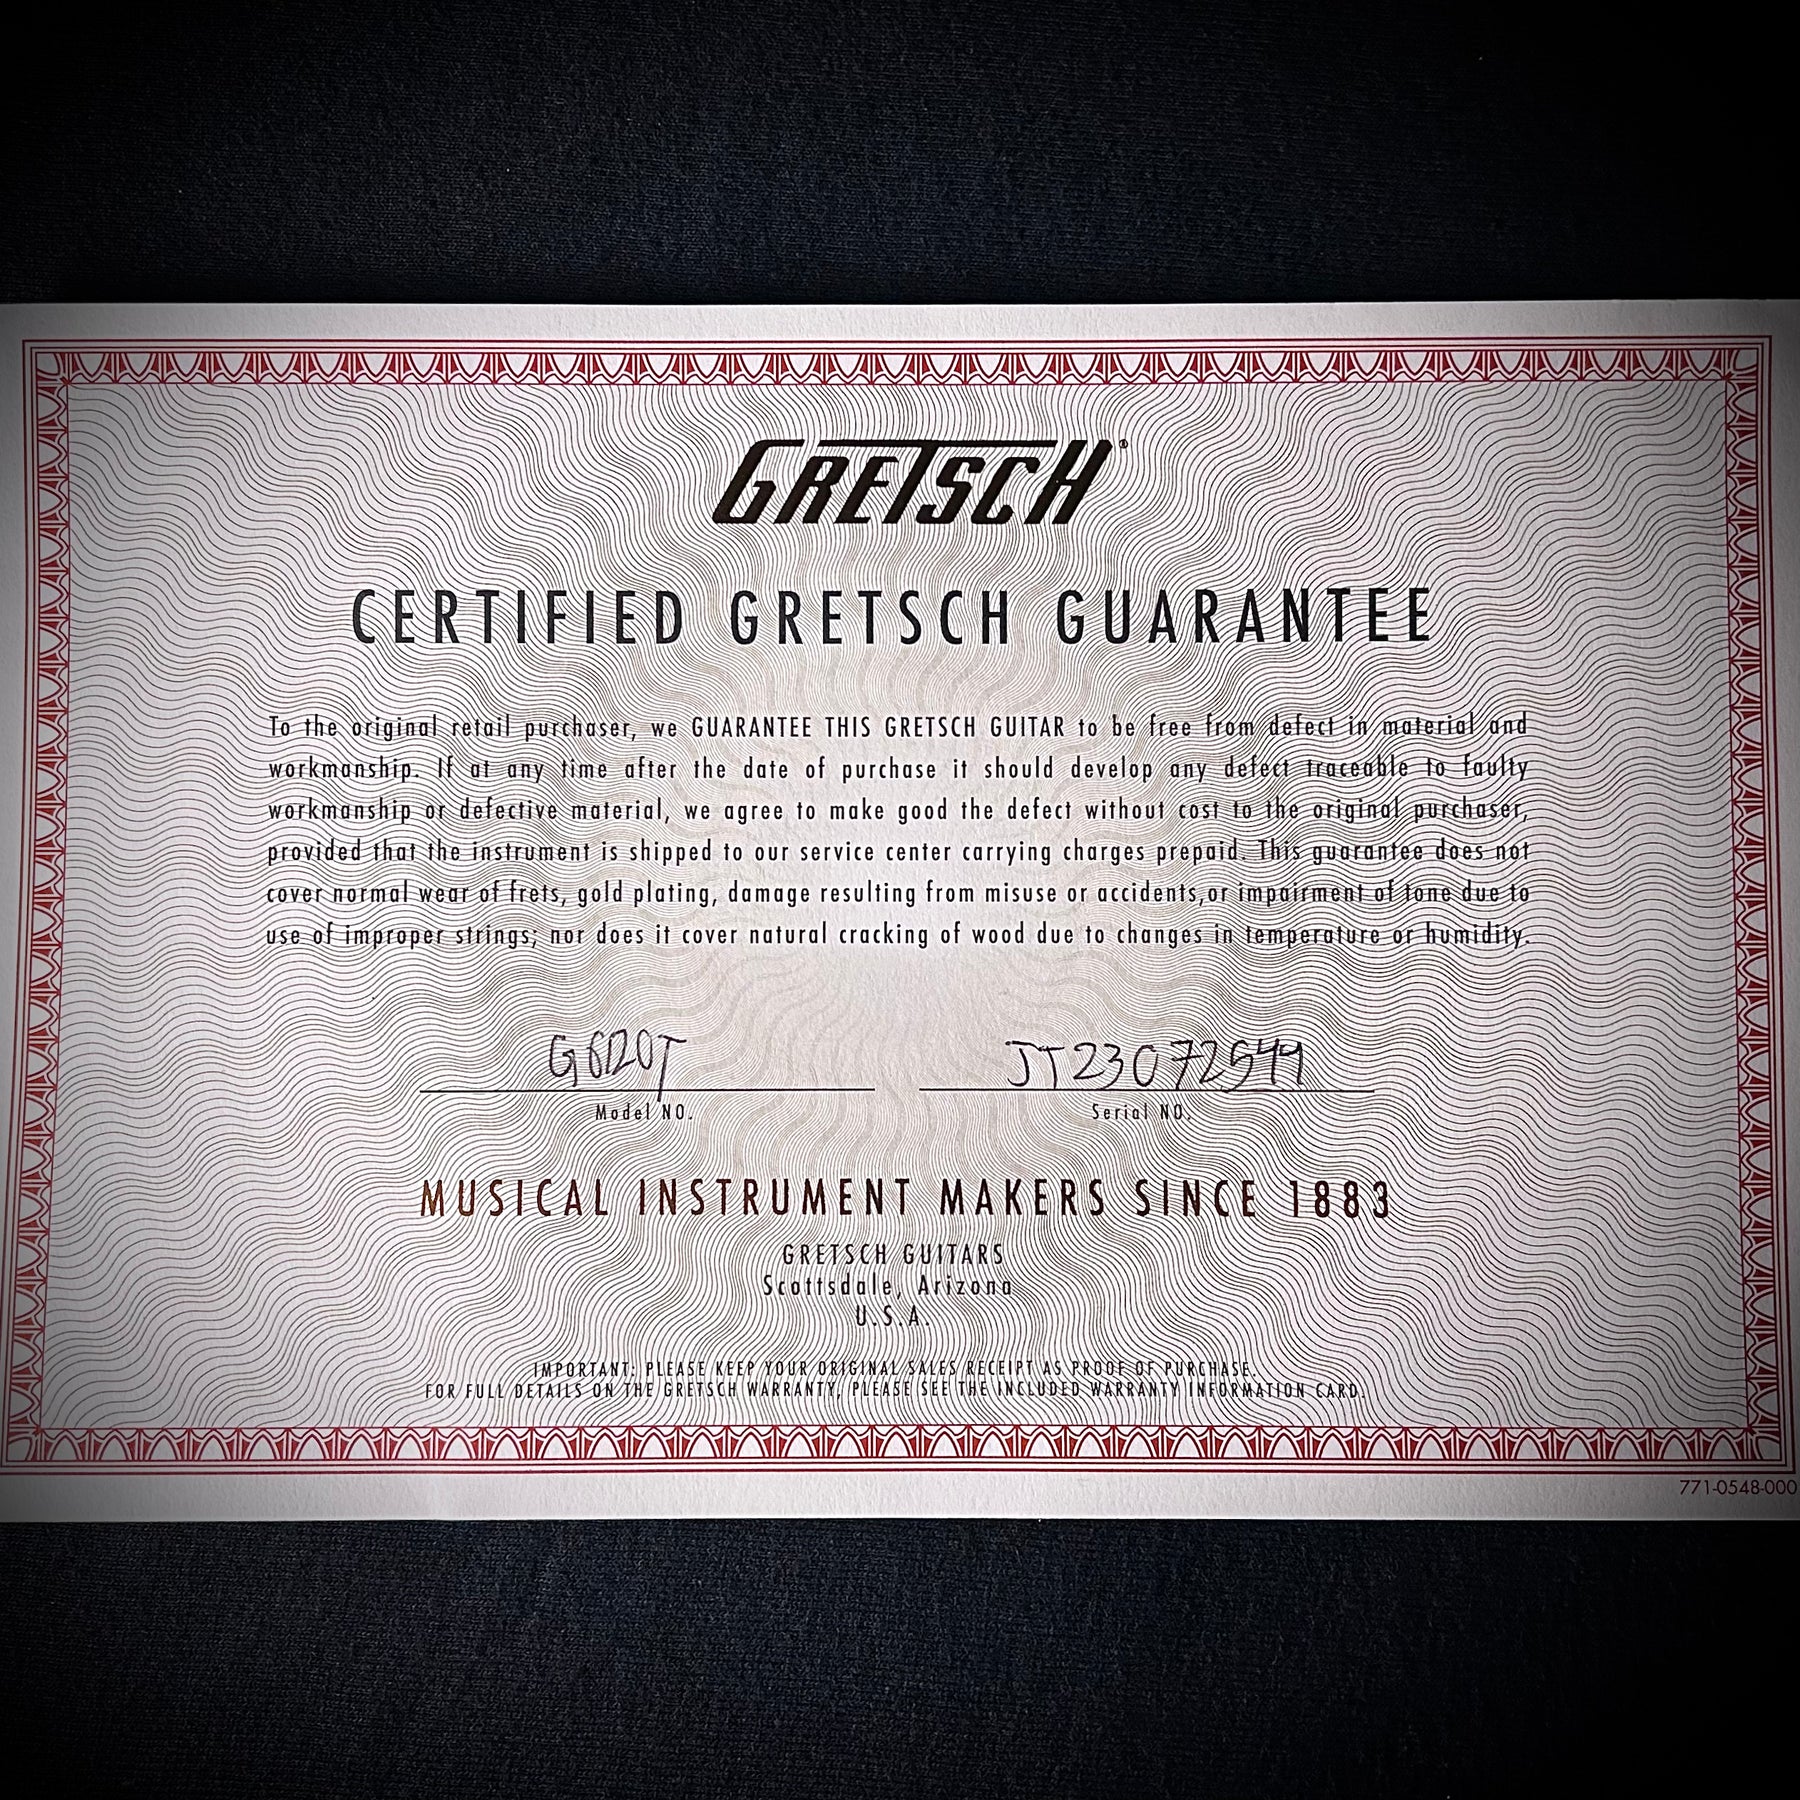 GRETSCH®
CERTIFIED GRETSCH GUARANTEE
To the original retail purchaser, we GUARANTEE THIS GRETSCH GUITAR to be free from defect in material and
workmanship. If at any time after the date of purchase it should develop any defect traceable to faulty
workmanship or defective material, we agree to make good the defect without cost to the original purchaser,
provided that the instrument is shipped to our service center carrying charges prepaid. This guarantee does not
cover normal wear of frets, gold plating, damage resulting from misuse or accidents,or impairment of tone due to
use of improper strings; nor does it cover natural cracking of wood due to changes in temperature or humidity.
G6120T JT23072544
Model NO. Serial NO.
MUSICAL INSTRUMENT MAKERS SINCE 1883
GRETSCH GUITARS
Scottsdale, Arizona
U.S.A.
IMPORTANT: PLEASE KEEP YOUR ORIGINAL SALES RECEIPT AS PROOF OF PURCHASE.
FOR FULL DETAILS ON THE GRETSCH WARRANTY, PLEASE SEE THE INCLUDED WARRANTY INFORMATION CARD.
771-0548-000